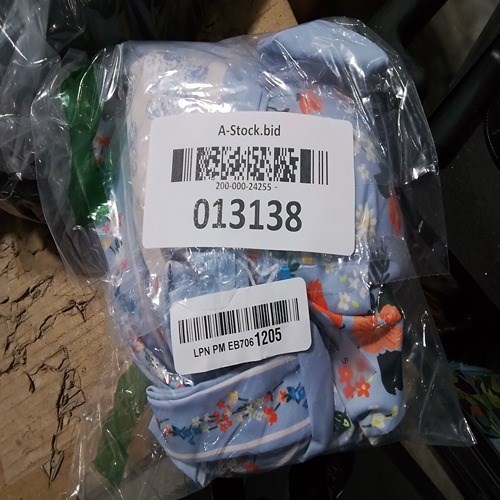 A-Stock.bid
200-000-24255 -
013138
LPN PM EB706 1205